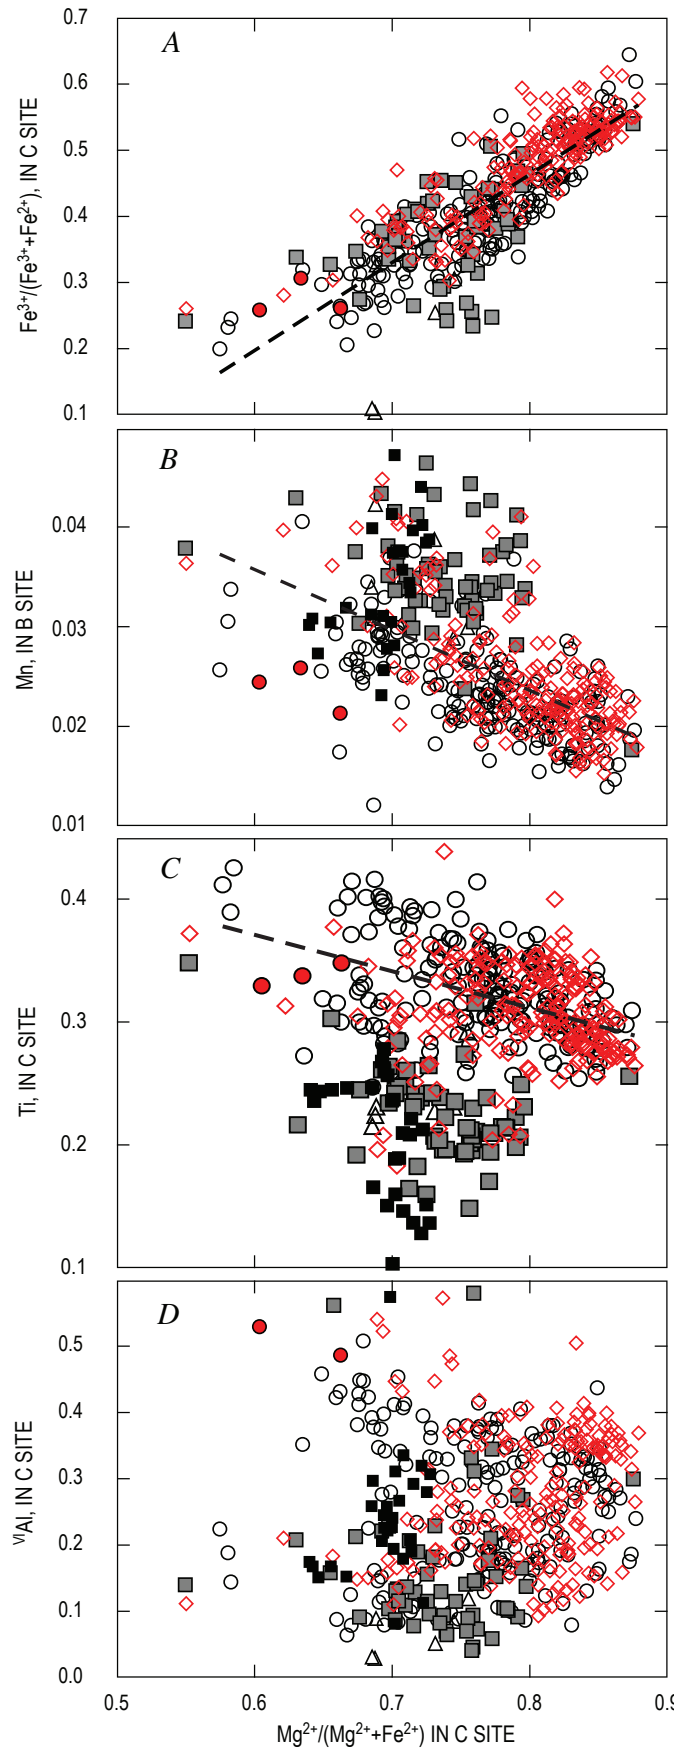 A
0.7
0.6
0.5
0.4
0.3
0.2
0.1
Fe³⁺/(Fe³⁺+Fe²⁺), IN C SITE
B
0.04
0.03
0.02
0.01
Mn, IN B SITE
C
0.4
0.3
0.2
0.1
Ti, IN C SITE
D
0.5
0.4
0.3
0.2
0.1
0.0
ⱽᴵAl, IN C SITE
0.5 0.6 0.7 0.8 0.9
Mg²⁺/(Mg²⁺+Fe²⁺) IN C SITE